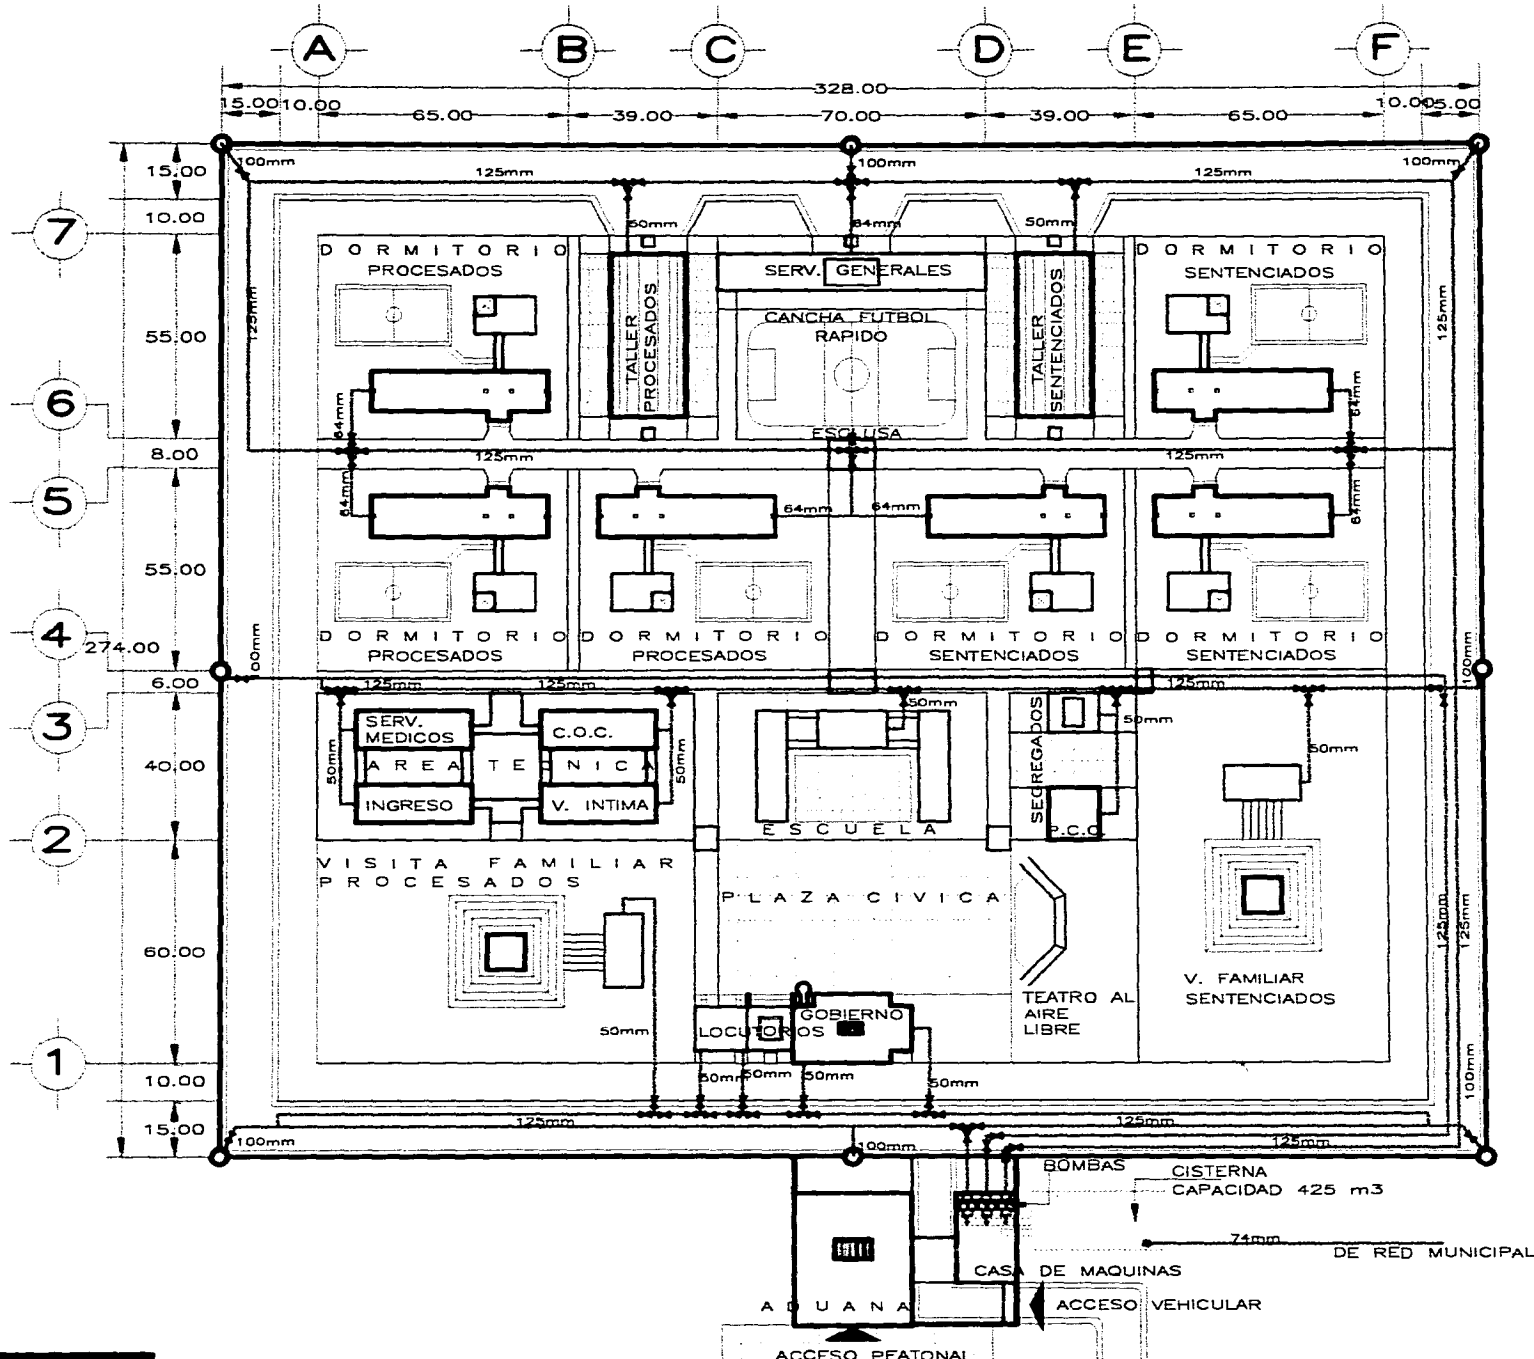 A B C D E F
328.00
15.00 10.00 65.00 39.00 70.00 39.00 65.00 10.00 15.00
100mm 100mm 100mm
125mm 125mm
15.00
10.00
7
50mm 64mm 50mm
DORMITORIO
PROCESADOS
SERV. GENERALES
DORMITORIO
SENTENCIADOS
TALLER
PROCESADOS
CANCHA FUTBOL
RAPIDO
TALLER
SENTENCIADOS
125mm
125mm
55.00
6
64mm
64mm
ESCLUSA
8.00
125mm 125mm
5
64mm 64mm 64mm 64mm
55.00
4
274.00
DORMITORIO
PROCESADOS
DORMITORIO
PROCESADOS
DORMITORIO
SENTENCIADOS
DORMITORIO
SENTENCIADOS
100mm
100mm
6.00
125mm 125mm 125mm
3
SERV.
MEDICOS
C.O.C.
50mm
50mm
50mm
50mm
50mm
AREA TECNICA
INGRESO
V. INTIMA
SEGREGADOS
P.C.C.
40.00
ESCUELA
2
VISITA FAMILIAR
PROCESADOS
PLAZA CIVICA
125mm
125mm
60.00
V. FAMILIAR
SENTENCIADOS
TEATRO AL
AIRE
LIBRE
GOBIERNO
LOCUTORIOS
50mm
1
10.00
50mm 50mm 50mm 50mm
100mm
15.00
125mm 125mm
100mm 100mm 125mm
BOMBAS
CISTERNA
CAPACIDAD 425 m3
74mm
DE RED MUNICIPAL
CASA DE MAQUINAS
ADUANA
ACCESO VEHICULAR
ACCESO PEATONAL